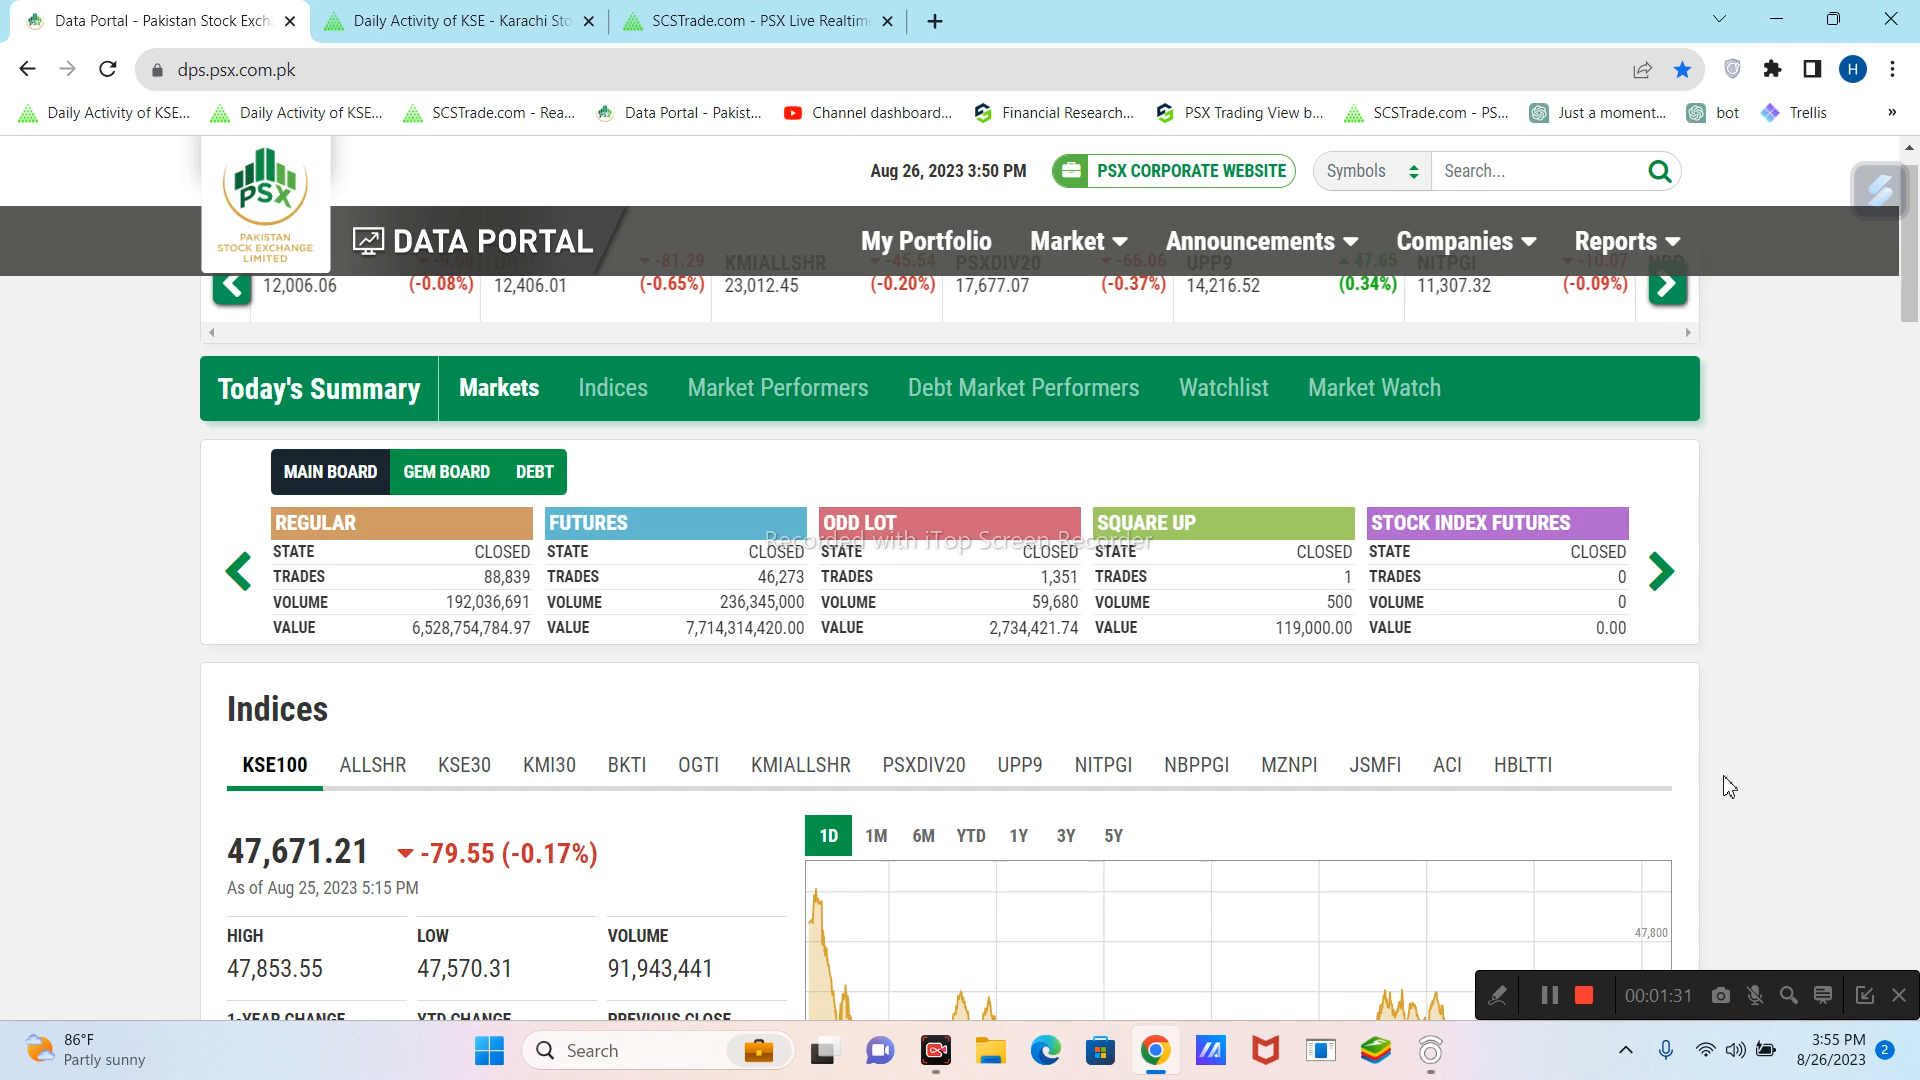 Data Portal - Pakistan Stock Exch
Daily Activity of KSE - Karachi Sto
SCSTrade.com - PSX Live Realtim
dps.psx.com.pk
H
Daily Activity of KSE...
Daily Activity of KSE...
SCSTrade.com - Rea...
Data Portal - Pakist...
Channel dashboard...
Financial Research...
PSX Trading View b...
SCSTrade.com - PS...
Just a moment...
bot
Trellis
»
PSX
PAKISTAN
STOCK EXCHANGE
LIMITED
Aug 26, 2023 3:50 PM
PSX CORPORATE WEBSITE
Symbols
Search...
DATA PORTAL
My Portfolio
Market
Announcements
Companies
Reports
-81.29 KMIALLSHR -45.54 PSXDIV20 -66.06 UPP9 47.65 NITPGI -10.07
12,006.06 (-0.08%) 12,406.01 (-0.65%) 23,012.45 (-0.20%) 17,677.07 (-0.37%) 14,216.52 (0.34%) 11,307.32 (-0.09%)
Today's Summary
Markets
Indices
Market Performers
Debt Market Performers
Watchlist
Market Watch
MAIN BOARD GEM BOARD DEBT
REGULAR FUTURES ODD LOT SQUARE UP STOCK INDEX FUTURES
Recorded with iTop Screen Recorder
STATE CLOSED STATE CLOSED STATE CLOSED STATE CLOSED STATE CLOSED
TRADES 88,839 TRADES 46,273 TRADES 1,351 TRADES 1 TRADES 0
VOLUME 192,036,691 VOLUME 236,345,000 VOLUME 59,680 VOLUME 500 VOLUME 0
VALUE 6,528,754,784.97 VALUE 7,714,314,420.00 VALUE 2,734,421.74 VALUE 119,000.00 VALUE 0.00
Indices
KSE100 ALLSHR KSE30 KMI30 BKTI OGTI KMIALLSHR PSXDIV20 UPP9 NITPGI NBPPGI MZNPI JSMFI ACI HBLTTI
47,671.21 -79.55 (-0.17%)
As of Aug 25, 2023 5:15 PM
1D 1M 6M YTD 1Y 3Y 5Y
47,800
HIGH LOW VOLUME
47,853.55 47,570.31 91,943,441
1-YEAR CHANGE YTD CHANGE PREVIOUS CLOSE
00:01:31
86°F
Partly sunny
Search
3:55 PM
8/26/2023
2